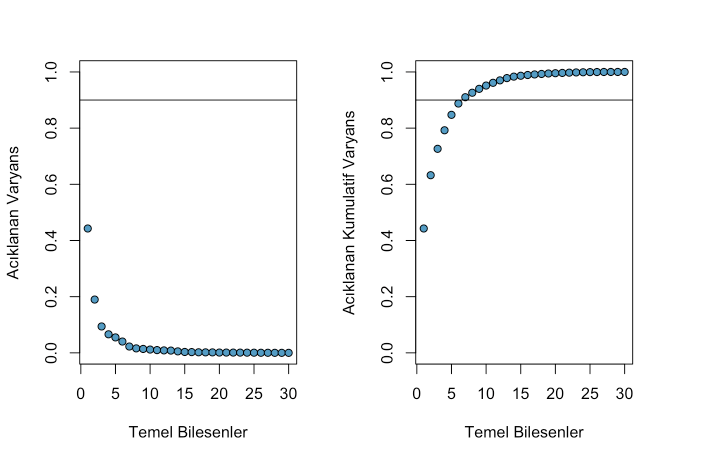 Acıklanan Varyans
1.0
0.8
0.6
0.4
0.2
0.0
0 5 10 15 20 25 30
Temel Bilesenler
Acıklanan Kumulatif Varyans
1.0
0.8
0.6
0.4
0.2
0.0
0 5 10 15 20 25 30
Temel Bilesenler